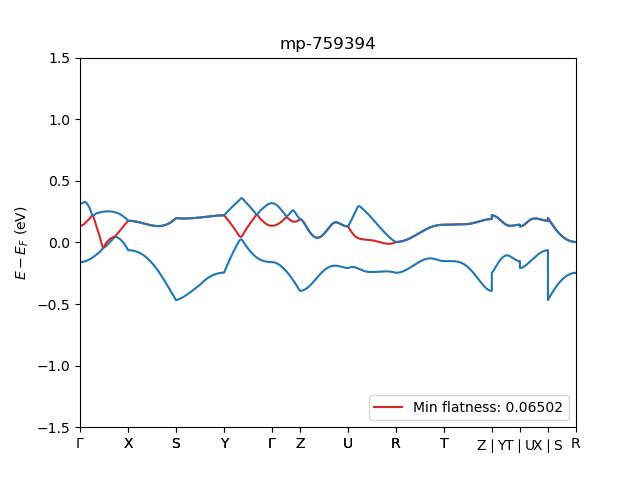 mp-759394
E − E_F (eV)
1.5
1.0
0.5
0.0
−0.5
−1.0
−1.5
Min flatness: 0.06502
Γ X S Y Γ Z U R T Z | YT | UX | S R